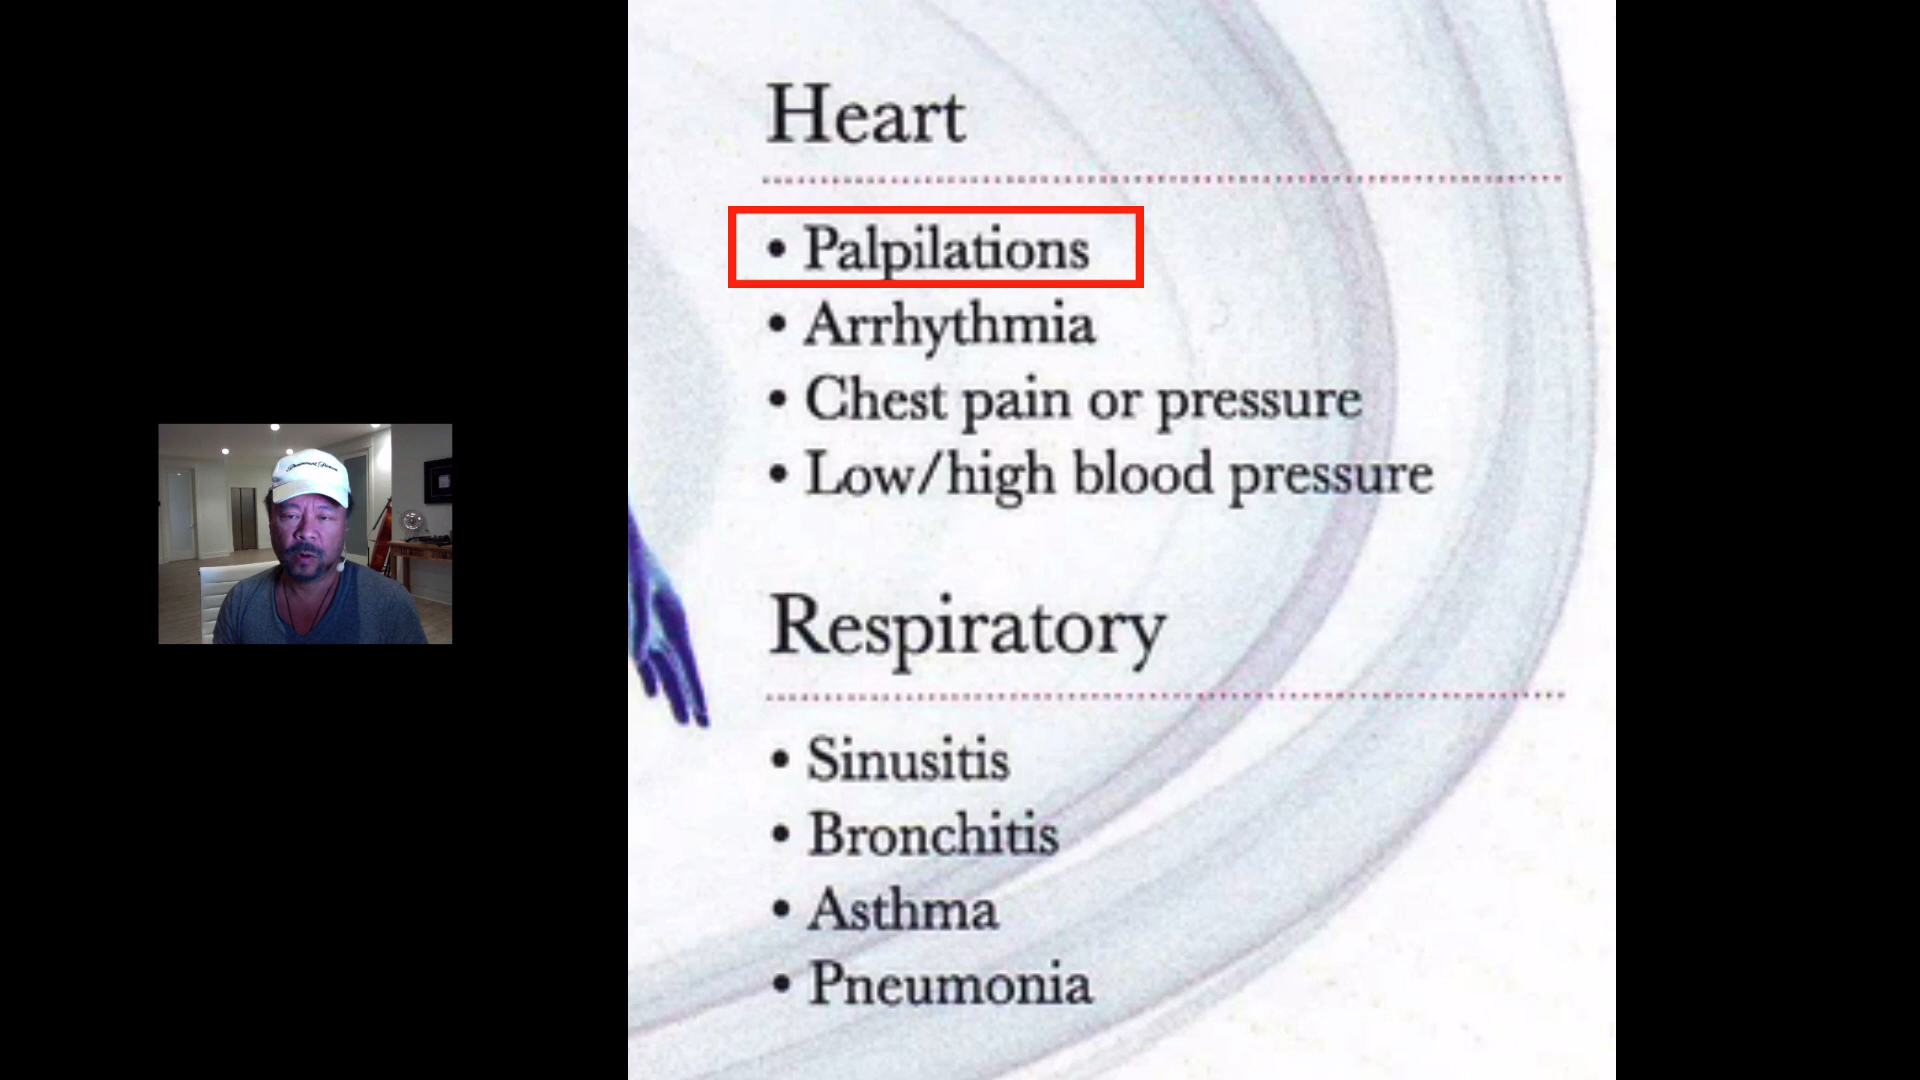 Heart
• Palpilations
• Arrhythmia
• Chest pain or pressure
• Low/high blood pressure
Respiratory
• Sinusitis
• Bronchitis
• Asthma
• Pneumonia